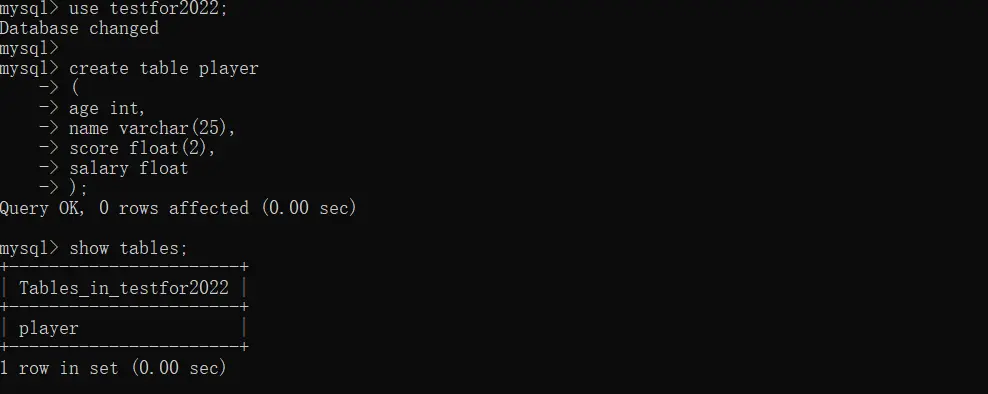 mysql> use testfor2022;
Database changed
mysql>
mysql> create table player
    -> (
    -> age int,
    -> name varchar(25),
    -> score float(2),
    -> salary float
    -> );
Query OK, 0 rows affected (0.00 sec)

mysql> show tables;
+-----------------------+
| Tables_in_testfor2022 |
+-----------------------+
| player                |
+-----------------------+
1 row in set (0.00 sec)